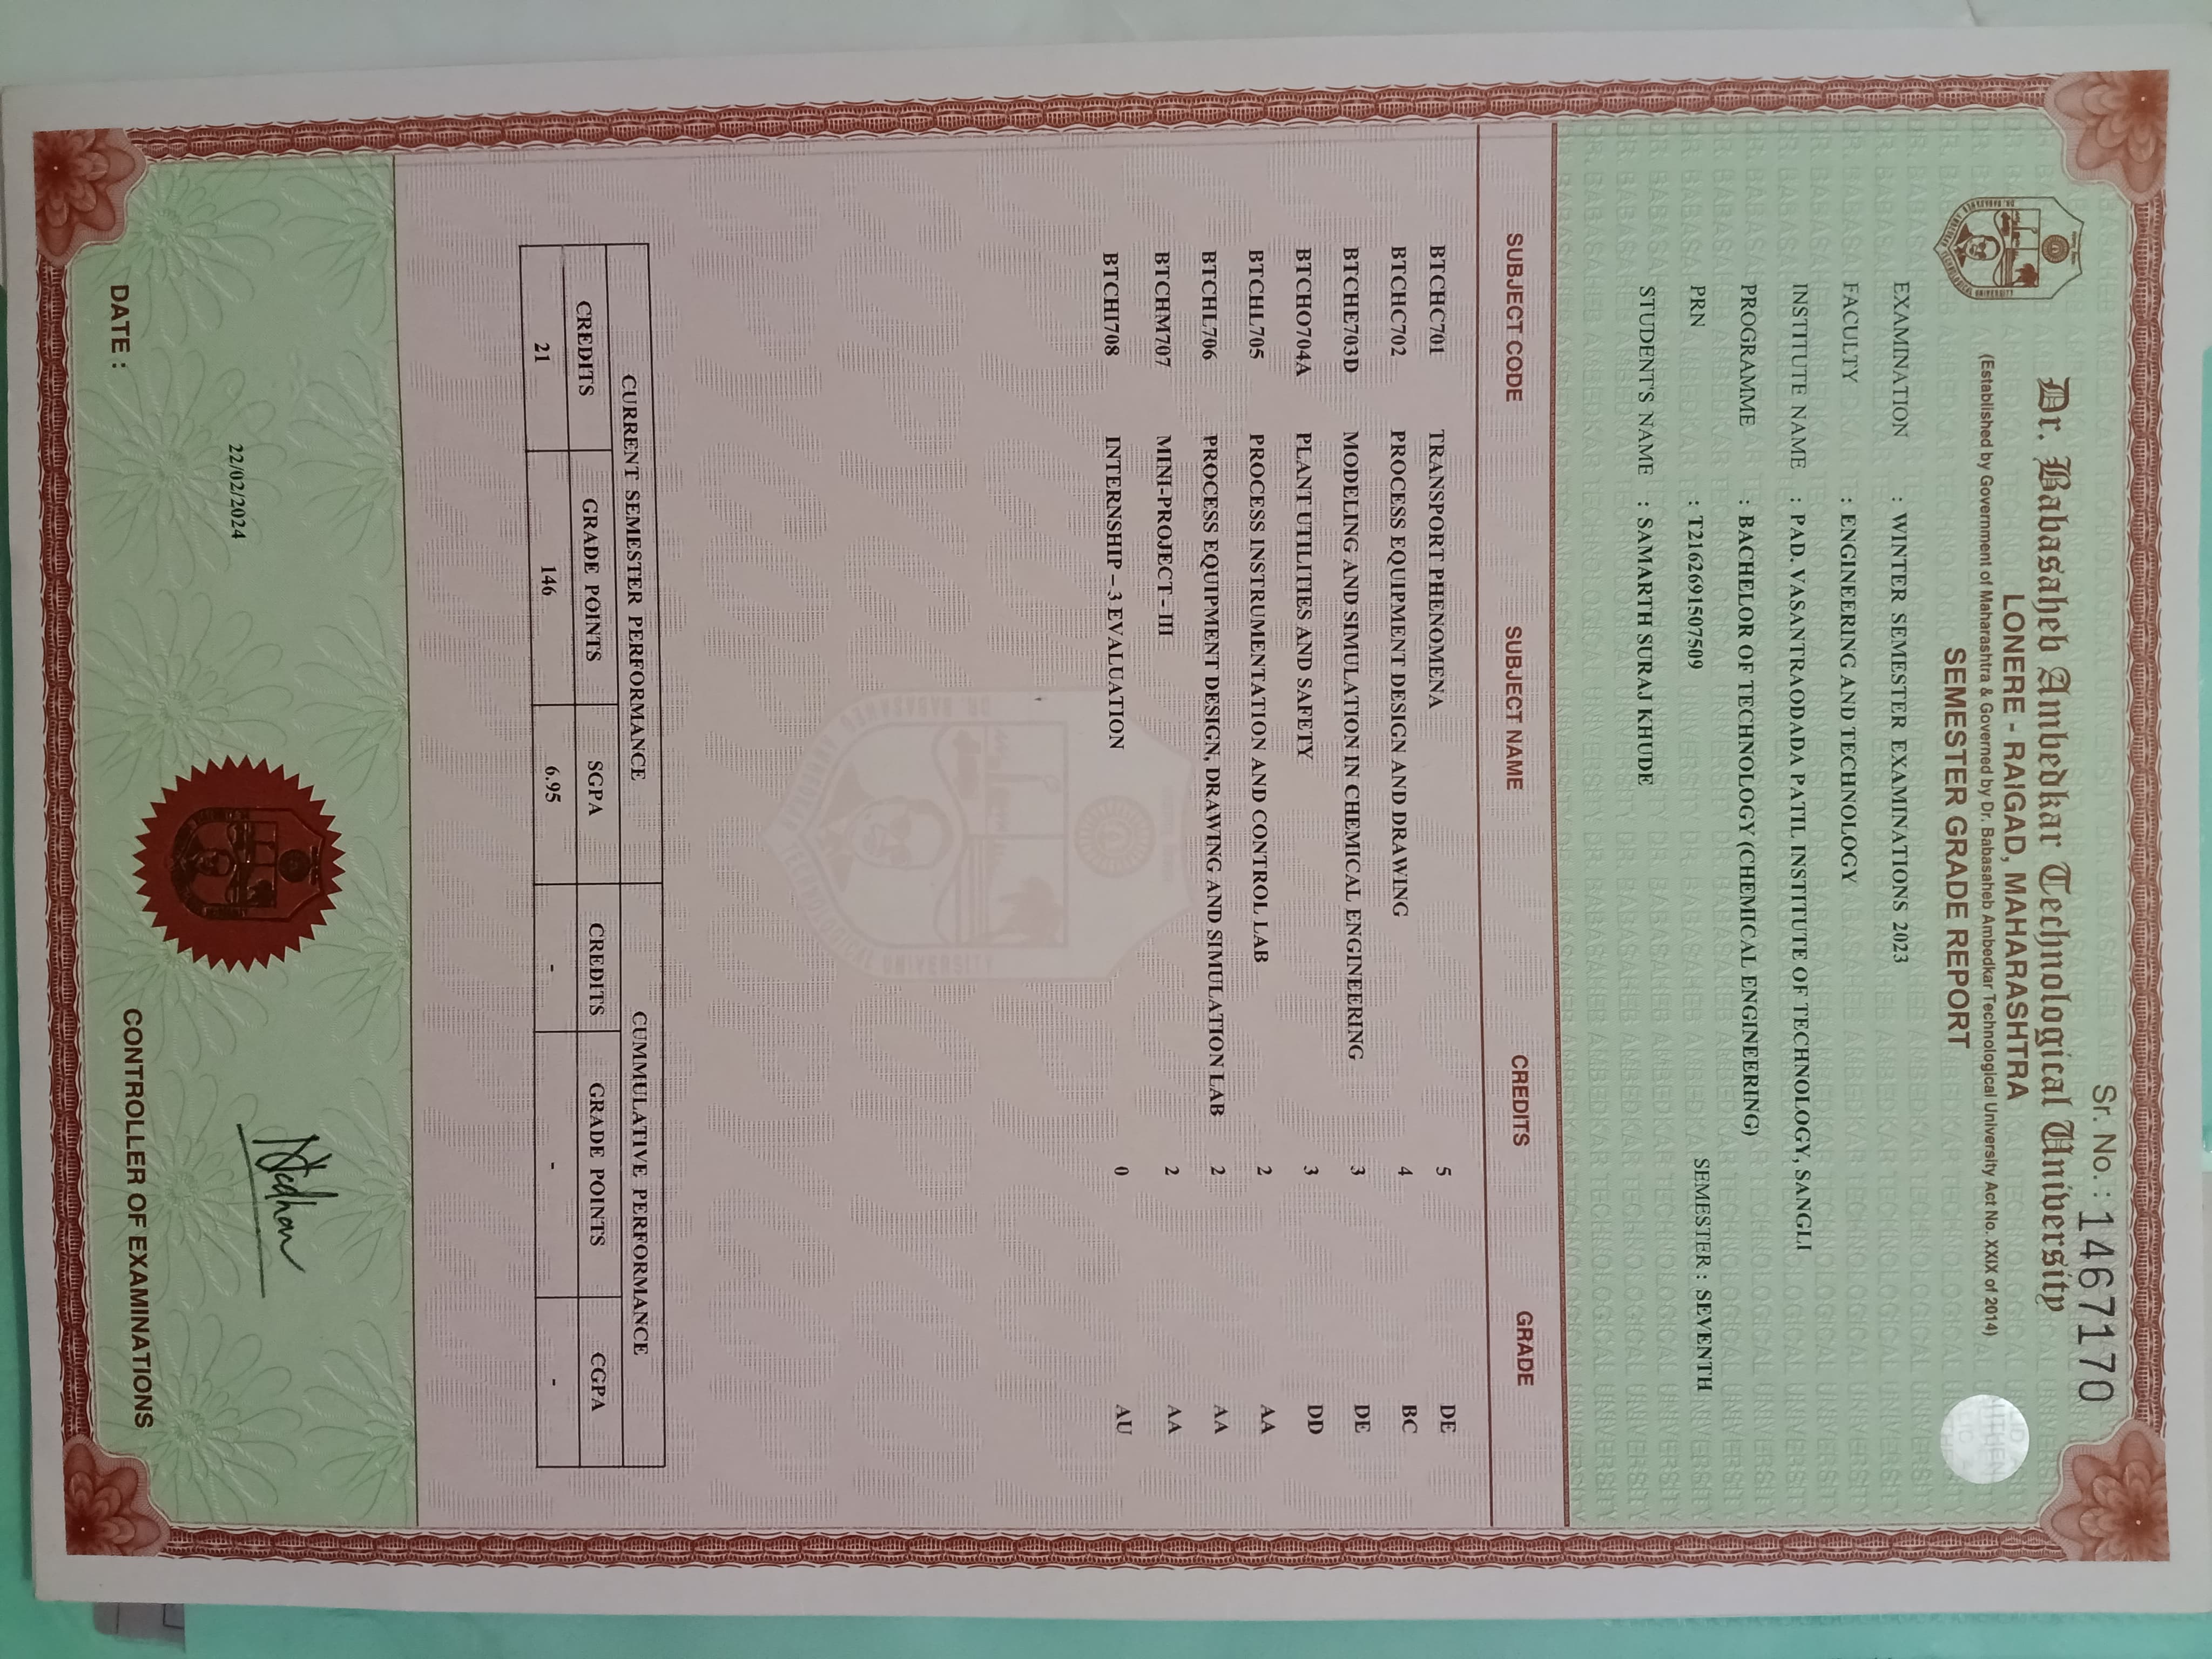 Sr. No. : 1467170
Dr. Babasaheb Ambedkar Technological University
(Established by Government of Maharashtra & Governed by Dr. Babasaheb Ambedkar Technological University Act No. XXIX of 2014)
LONERE - RAIGAD, MAHARASHTRA
SEMESTER GRADE REPORT
EXAMINATION : WINTER SEMESTER EXAMINATIONS 2023
FACULTY : ENGINEERING AND TECHNOLOGY
INSTITUTE NAME : PAD. VASANTRAODADA PATIL INSTITUTE OF TECHNOLOGY, SANGLI
PROGRAMME : BACHELOR OF TECHNOLOGY (CHEMICAL ENGINEERING)
PRN : T2162691507509 SEMESTER : SEVENTH
STUDENT'S NAME : SAMARTH SURAJ KHUDE
SUBJECT CODE SUBJECT NAME CREDITS GRADE
BTCHC701 TRANSPORT PHENOMENA 5 DE
BTCHC702 PROCESS EQUIPMENT DESIGN AND DRAWING 4 BC
BTCHE703D MODELING AND SIMULATION IN CHEMICAL ENGINEERING 3 DE
BTCHO704A PLANT UTILITIES AND SAFETY 3 DD
BTCHL705 PROCESS INSTRUMENTATION AND CONTROL LAB 2 AA
BTCHL706 PROCESS EQUIPMENT DESIGN, DRAWING AND SIMULATION LAB 2 AA
BTCHM707 MINI-PROJECT - III 2 AA
BTCHI708 INTERNSHIP – 3 EVALUATION 0 AU
CURRENT SEMESTER PERFORMANCE CUMMULATIVE PERFORMANCE
CREDITS GRADE POINTS SGPA CREDITS GRADE POINTS CGPA
21 146 6.95 - - -
22/02/2024
DATE : CONTROLLER OF EXAMINATIONS